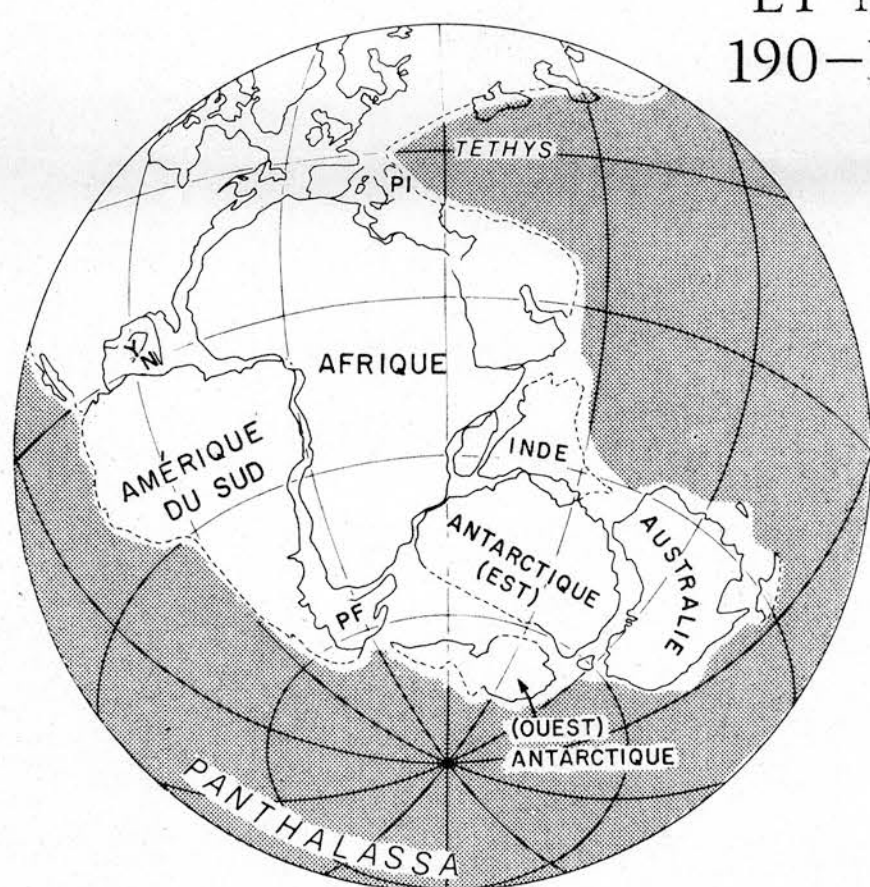 190–
TETHYS
PI.
Y
N
AFRIQUE
AMÉRIQUE
DU SUD
INDE
ANTARCTIQUE
(EST)
AUSTRALIE
PF
(OUEST)
ANTARCTIQUE
PANTHALASSA